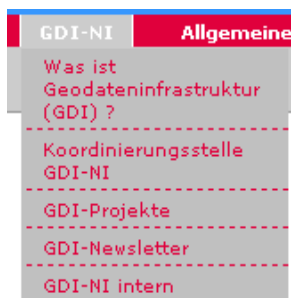 GDI-NI Allgemeine
Was ist
Geodateninfrastruktur
(GDI) ?
Koordinierungsstelle
GDI-NI
GDI-Projekte
GDI-Newsletter
GDI-NI intern